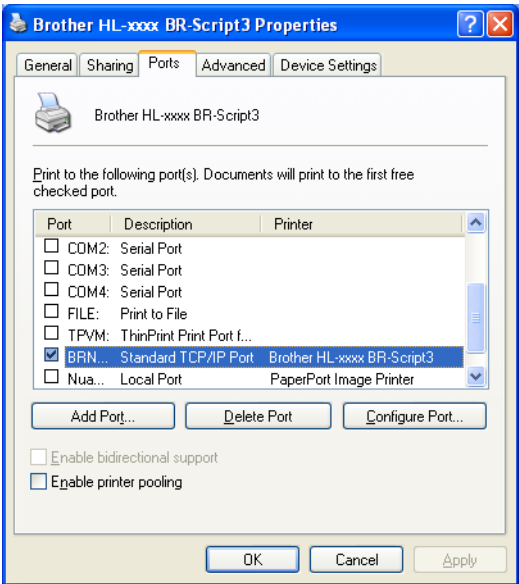 Brother HL-xxxx BR-Script3 Properties
General Sharing Ports Advanced Device Settings
Brother HL-xxxx BR-Script3
Print to the following port(s). Documents will print to the first free
checked port.
Port Description Printer
COM2: Serial Port
COM3: Serial Port
COM4: Serial Port
FILE: Print to File
TPVM: ThinPrint Print Port f...
BRN... Standard TCP/IP Port Brother HL-xxxx BR-Script3
Nua... Local Port PaperPort Image Printer
Add Port... Delete Port Configure Port...
Enable bidirectional support
Enable printer pooling
OK Cancel Apply